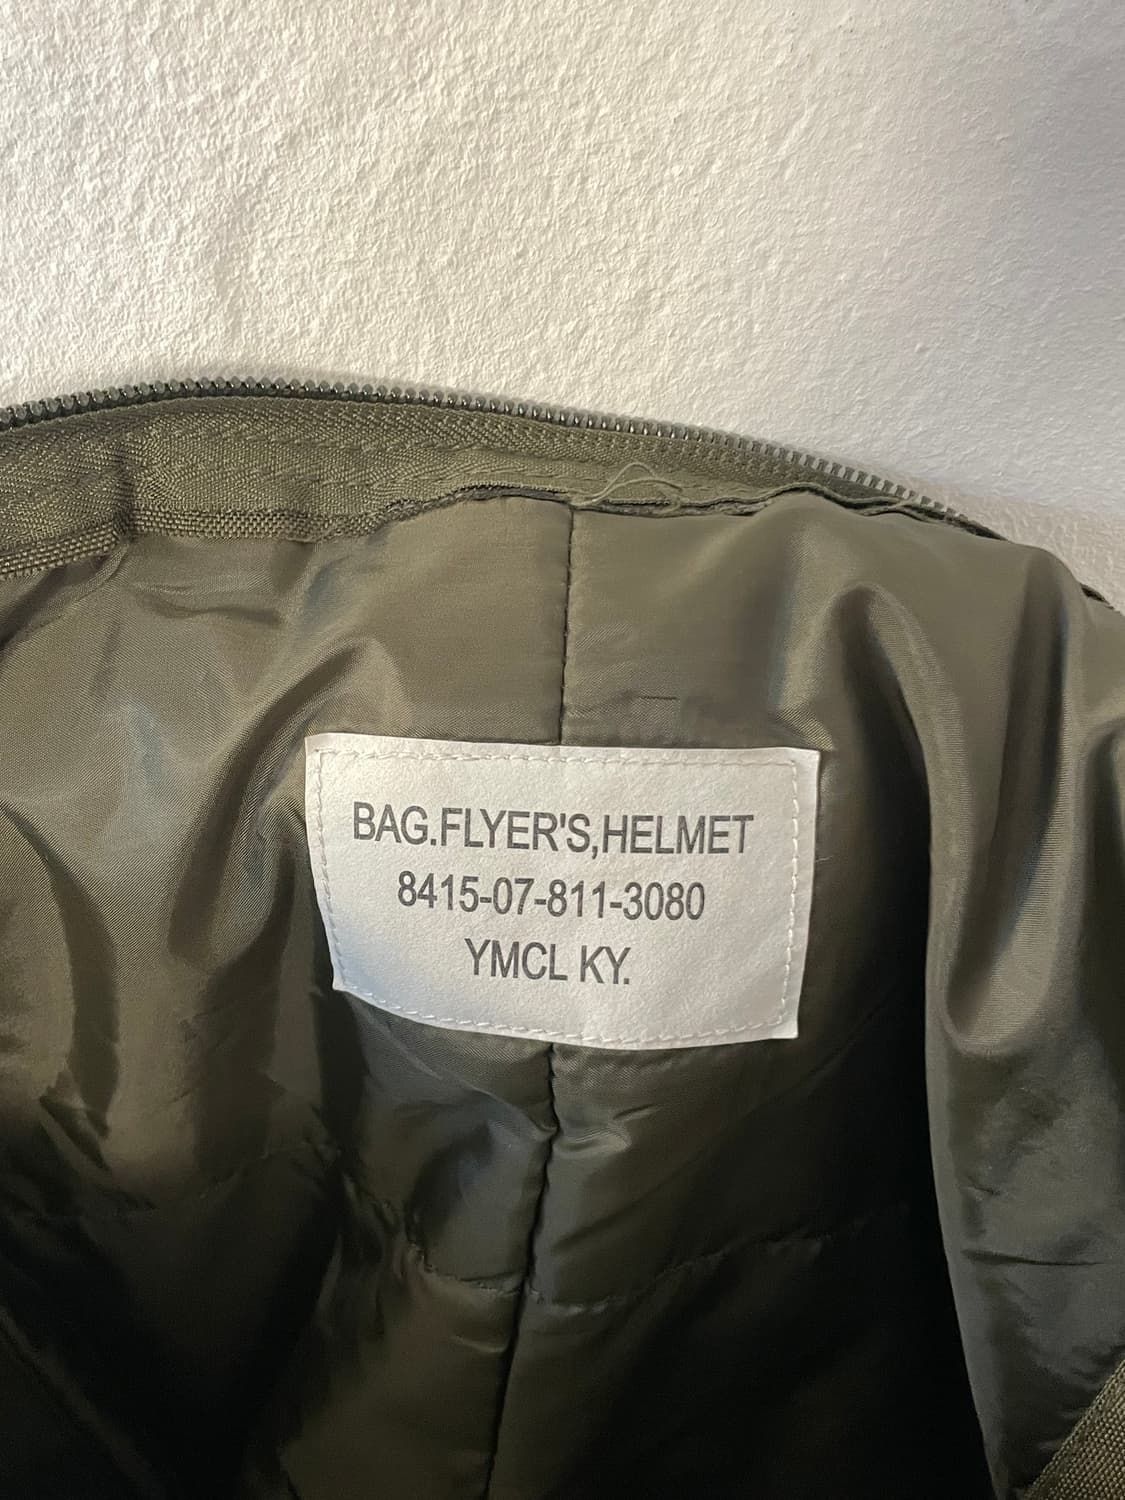 BAG.FLYER'S,HELMET
8415-07-811-3080
YMCL KY.